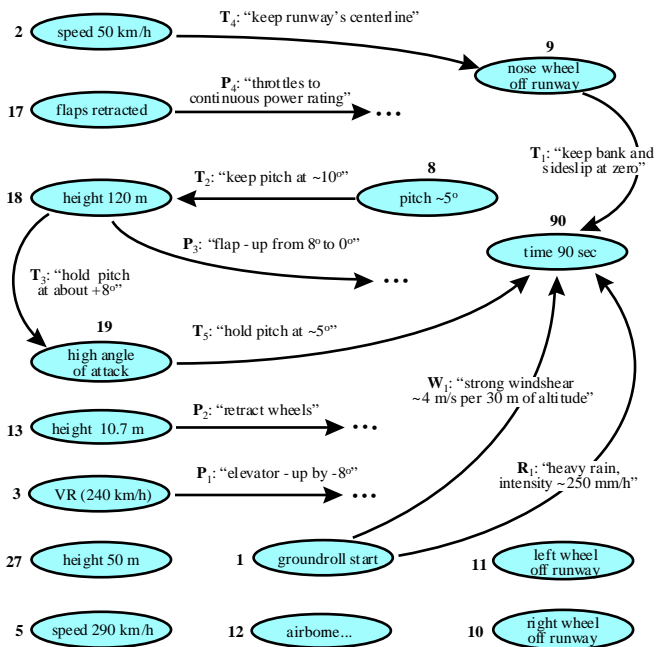 2
speed 50 km/h
T4: “keep runway’s centerline”
9
nose wheel
off runway
17
flaps retracted
P4: “throttles to
continuous power rating”
...
T1: “keep bank and
sideslip at zero”
18
height 120 m
T2: “keep pitch at ~10°”
8
pitch ~5°
90
time 90 sec
P3: “flap - up from 8° to 0°”
...
T3: “hold pitch
at about +8°”
19
high angle
of attack
T5: “hold pitch at ~5°”
W1: “strong windshear
~4 m/s per 30 m of altitude”
13
height 10.7 m
P2: “retract wheels”
...
3
VR (240 km/h)
P1: “elevator - up by -8°”
...
R1: “heavy rain,
intensity ~250 mm/h”
27
height 50 m
1
groundroll start
11
left wheel
off runway
5
speed 290 km/h
12
airborne...
10
right wheel
off runway